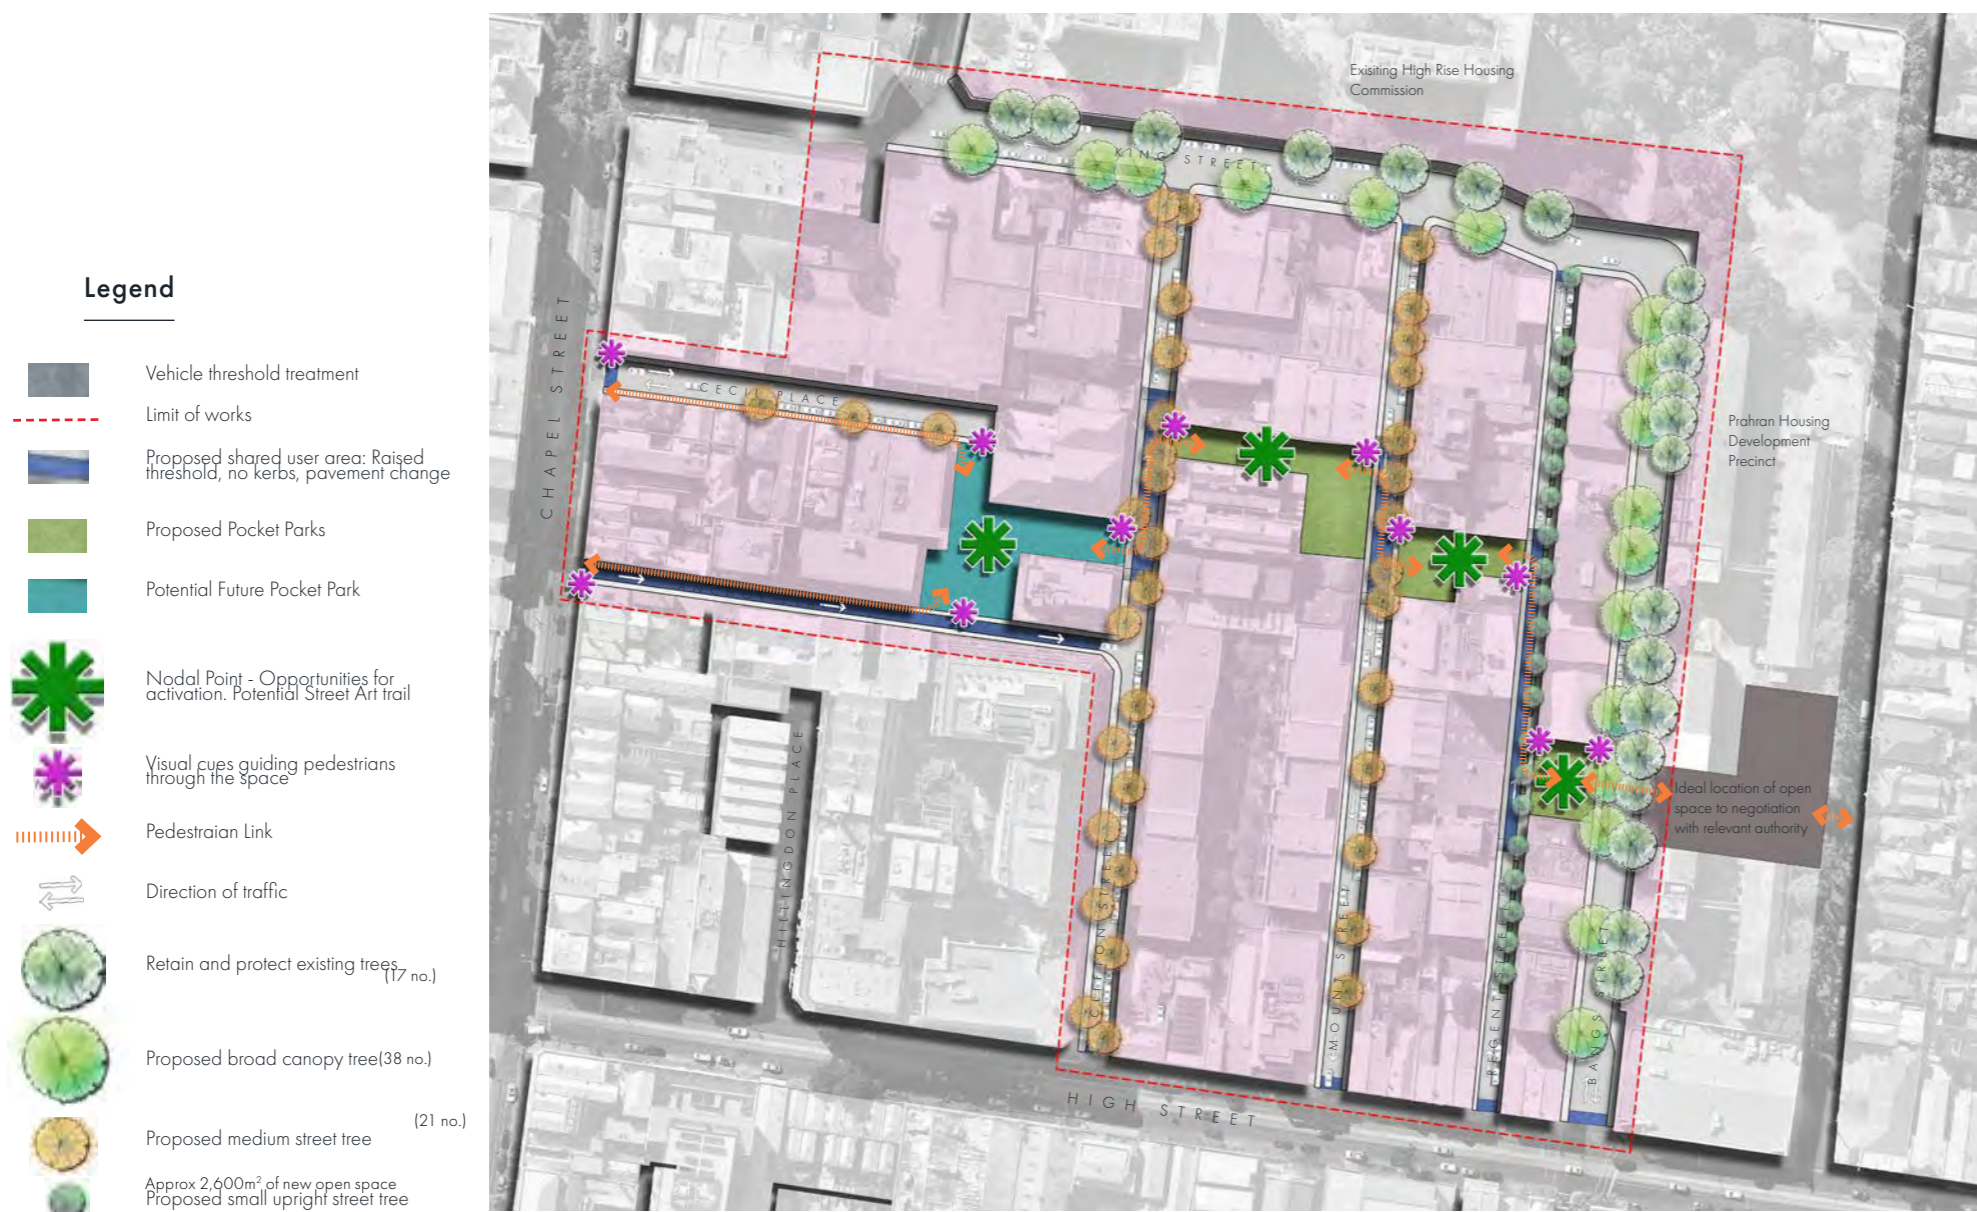 Legend
Vehicle threshold treatment
Limit of works
Proposed shared user area: Raised
threshold, no kerbs, pavement change
Proposed Pocket Parks
Potential Future Pocket Park
Nodal Point - Opportunities for
activation. Potential Street Art trail
Visual cues guiding pedestrians
through the space
Pedestraian Link
Direction of traffic
Retain and protect existing trees
(17 no.)
Proposed broad canopy tree(38 no.)
(21 no.)
Proposed medium street tree
Approx 2,600m² of new open space
Proposed small upright street tree
Exisiting High Rise Housing
Commission
KING STREET
CHAPEL STREET
CECIL PLACE
Prahran Housing
Development
Precinct
Ideal location of open
space to negotiation
with relevant authority
HILLINGDON PLACE
CLIFTON STREET
MOUNT STREET
REGENT STREET
BANGS STREET
HIGH STREET